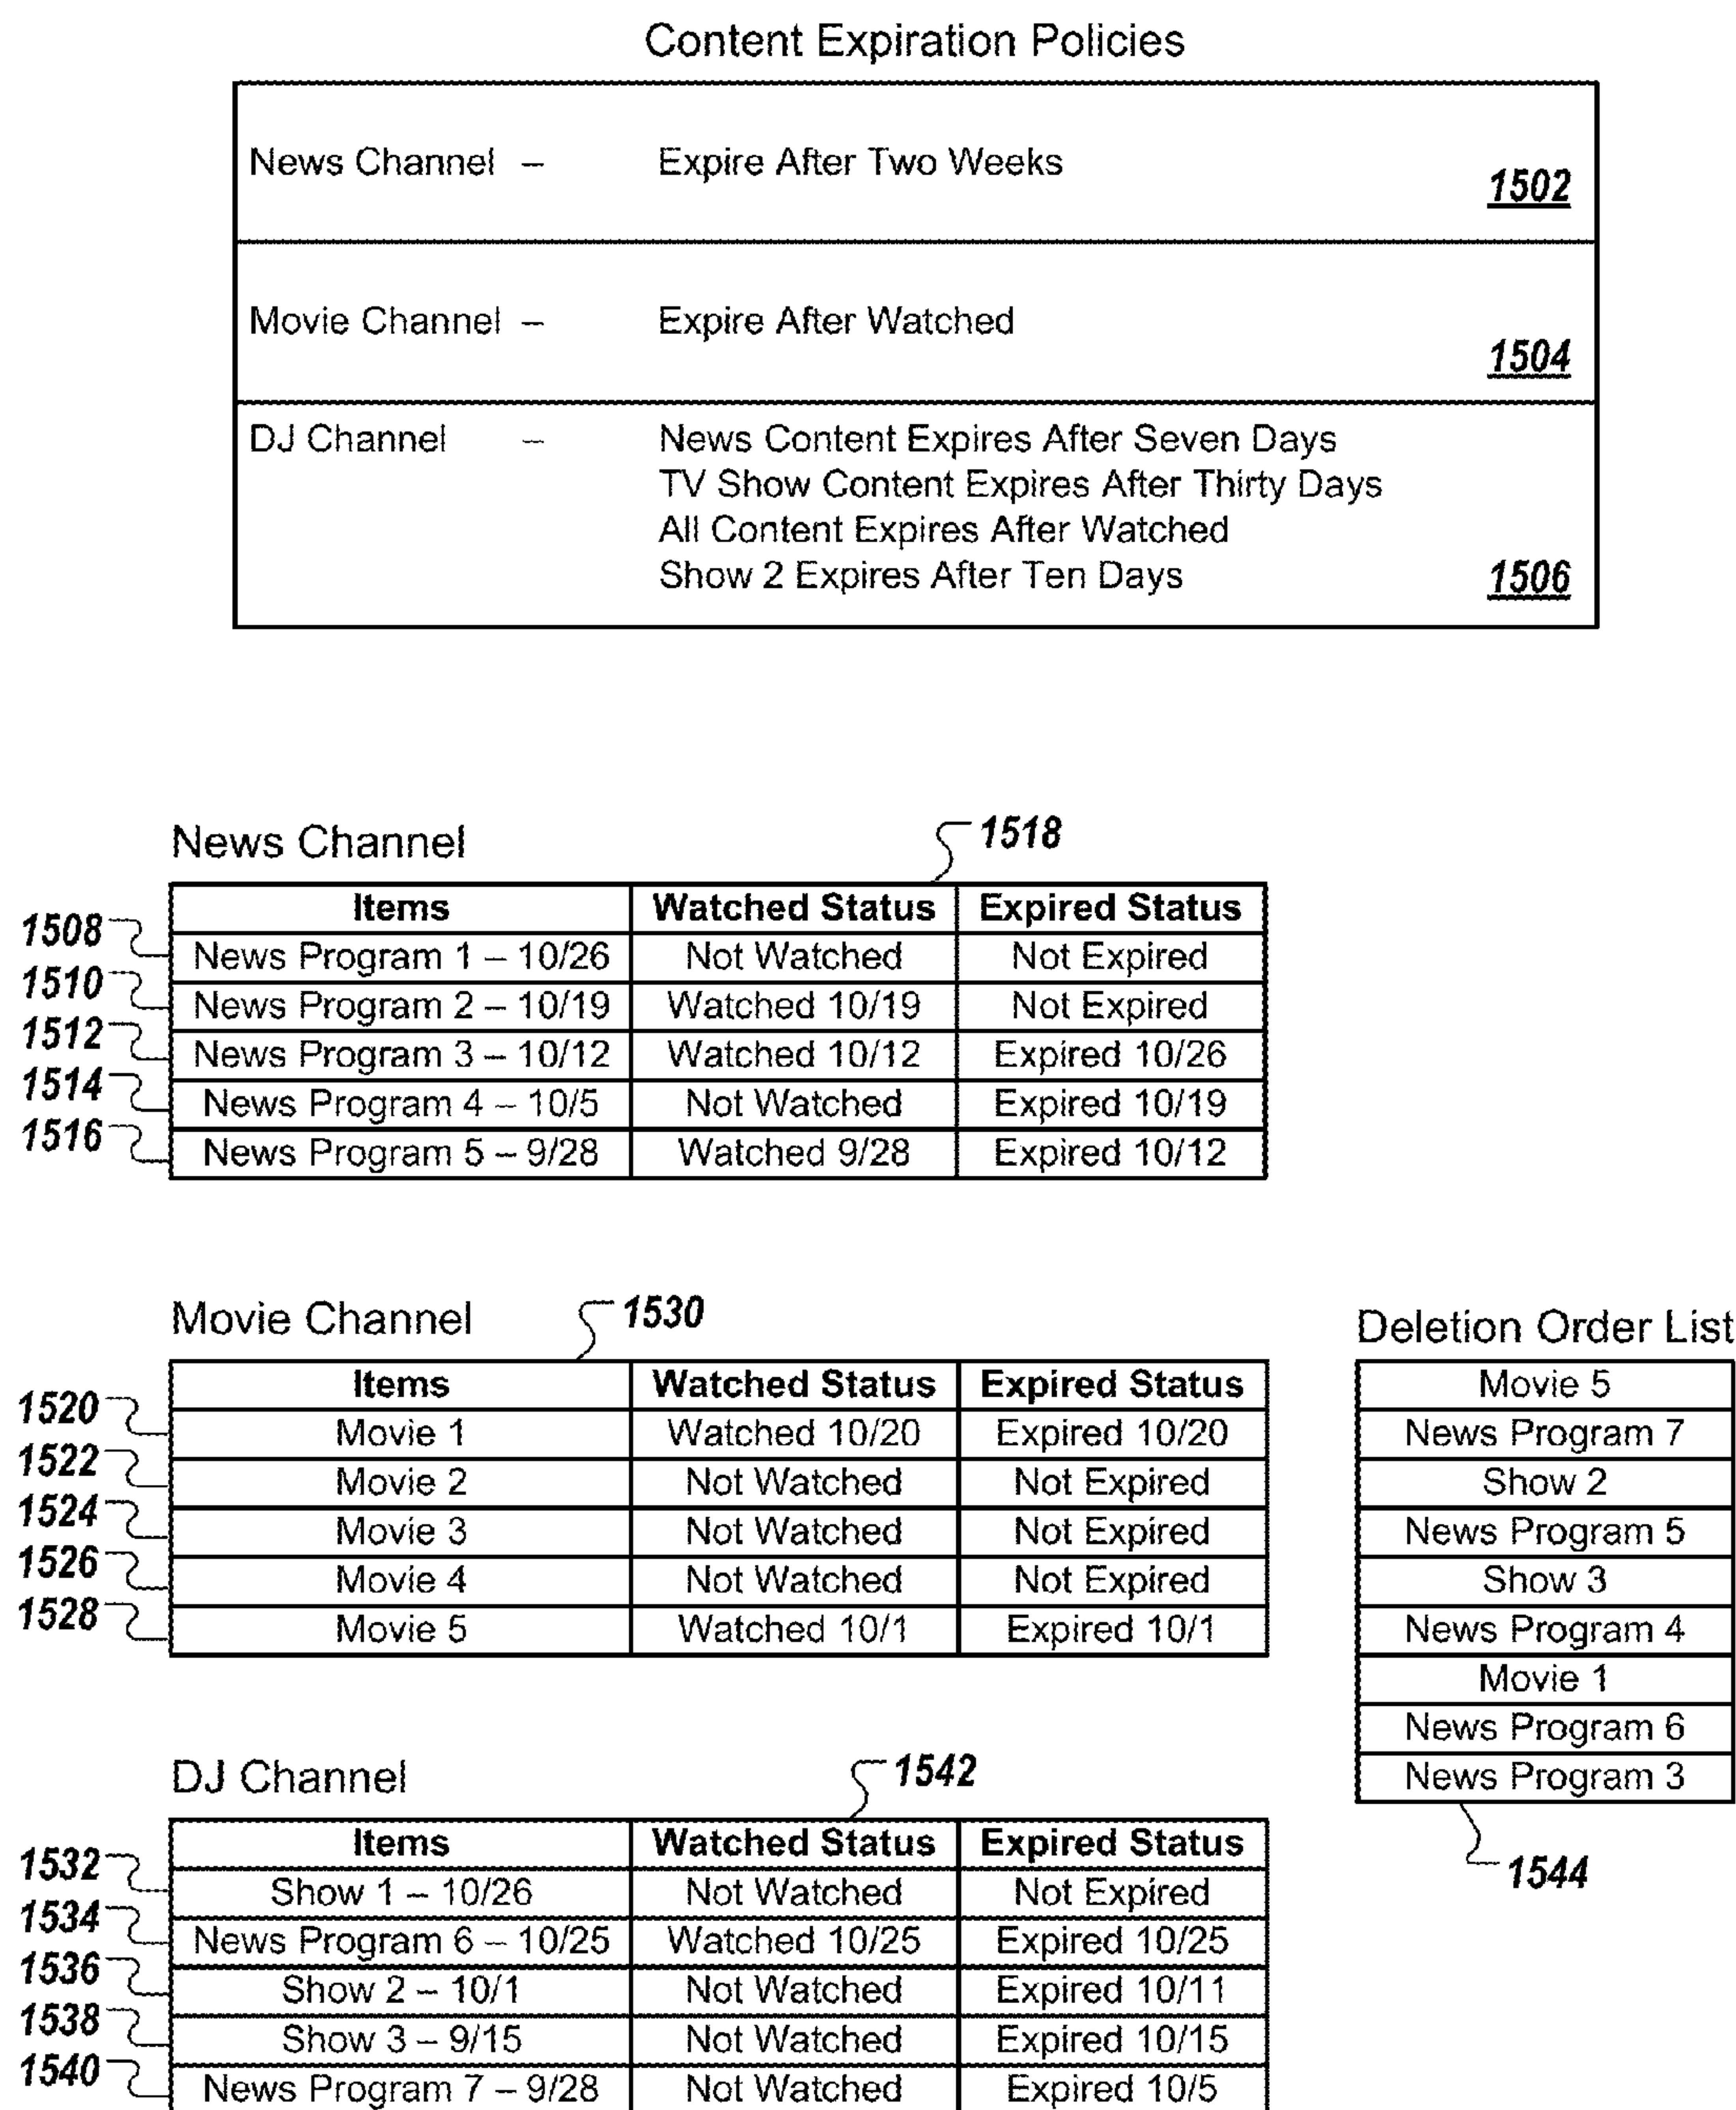 Content Expiration Policies
News Channel – Expire After Two Weeks
1502
Movie Channel – Expire After Watched
1504
DJ Channel – News Content Expires After Seven Days
TV Show Content Expires After Thirty Days
All Content Expires After Watched
Show 2 Expires After Ten Days
1506
News Channel
1518
Items Watched Status Expired Status
1508 News Program 1 – 10/26 Not Watched Not Expired
1510 News Program 2 – 10/19 Watched 10/19 Not Expired
1512 News Program 3 – 10/12 Watched 10/12 Expired 10/26
1514 News Program 4 – 10/5 Not Watched Expired 10/19
1516 News Program 5 – 9/28 Watched 9/28 Expired 10/12
Movie Channel
1530
Items Watched Status Expired Status
1520 Movie 1 Watched 10/20 Expired 10/20
1522 Movie 2 Not Watched Not Expired
1524 Movie 3 Not Watched Not Expired
1526 Movie 4 Not Watched Not Expired
1528 Movie 5 Watched 10/1 Expired 10/1
Deletion Order List
Movie 5
News Program 7
Show 2
News Program 5
Show 3
News Program 4
Movie 1
News Program 6
News Program 3
1544
DJ Channel
1542
Items Watched Status Expired Status
1532 Show 1 – 10/26 Not Watched Not Expired
1534 News Program 6 – 10/25 Watched 10/25 Expired 10/25
1536 Show 2 – 10/1 Not Watched Expired 10/11
1538 Show 3 – 9/15 Not Watched Expired 10/15
1540 News Program 7 – 9/28 Not Watched Expired 10/5